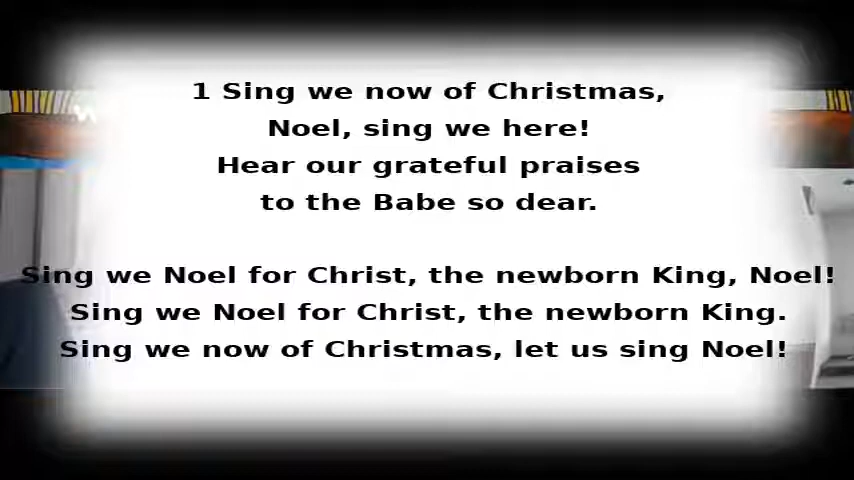 1 Sing we now of Christmas,
Noel, sing we here!
Hear our grateful praises
to the Babe so dear.
Sing we Noel for Christ, the newborn King, Noel!
Sing we Noel for Christ, the newborn King.
Sing we now of Christmas, let us sing Noel!